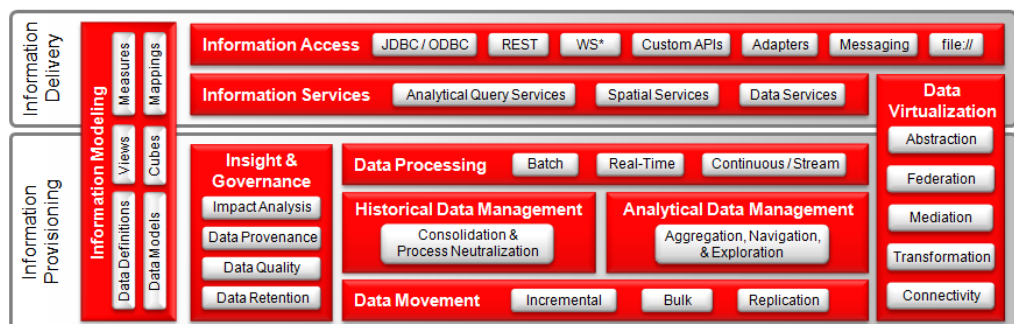 Information
Delivery
Information Modeling
Measures
Mappings
Views
Cubes
Data Definitions
Data Models
Information Access
JDBC / ODBC
REST
WS*
Custom APIs
Adapters
Messaging
file://
Information Services
Analytical Query Services
Spatial Services
Data Services
Data
Virtualization
Abstraction
Federation
Mediation
Transformation
Connectivity
Information
Provisioning
Insight &
Governance
Impact Analysis
Data Provenance
Data Quality
Data Retention
Data Processing
Batch
Real-Time
Continuous / Stream
Historical Data Management
Consolidation &
Process Neutralization
Analytical Data Management
Aggregation, Navigation,
& Exploration
Data Movement
Incremental
Bulk
Replication